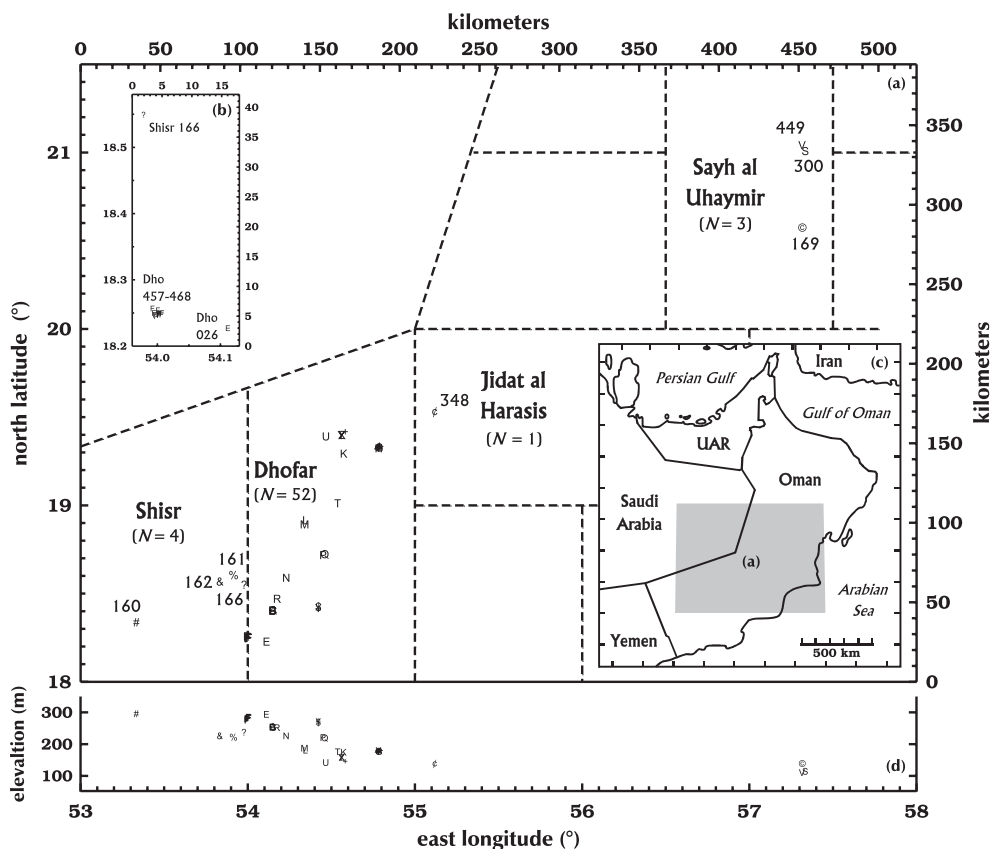 kilometers
0 50 100 150 200 250 300 350 400 450 500
(a)
0 5 10 15
(b)
?
Shisr 166
18.5
18.4
18.3
18.2
40
35
30
25
20
15
10
5
0
Dho
457-468
Dho
026
E
54.0 54.1
449
V
S
300
Sayh al
Uhaymir
(N = 3)
©
169
21
20
19
18
north latitude (°)
350
300
250
200
150
100
50
0
kilometers
Jidat al
Harasis
(N = 1)
¢ 348
Dhofar
(N = 52)
U
K
T
M
Q
N
R
B
$
E
Shisr
(N = 4)
161
162 & %
?
166
160
#
(c)
Iran
Persian Gulf
Gulf of Oman
UAR
Oman
Saudi
Arabia
(a)
Arabian
Sea
Yemen
500 km
elevaltion (m)
300
200
100
#
& % ?
E
R
N
M
U
T K
¢
©
V S
(d)
53 54 55 56 57 58
east longitude (°)